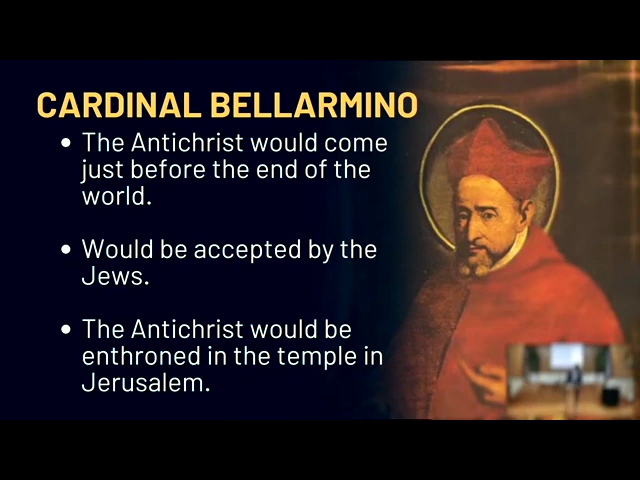 CARDINAL BELLARMINO
• The Antichrist would come
just before the end of the
world.
• Would be accepted by the
Jews.
• The Antichrist would be
enthroned in the temple in
Jerusalem.